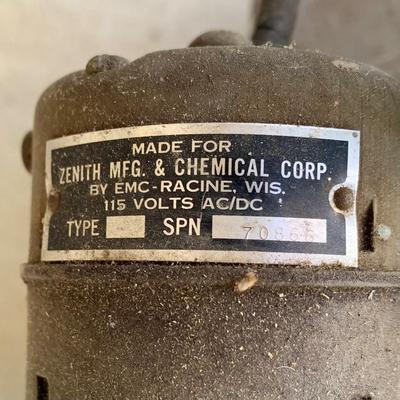 MADE FOR
ZENITH MFG. & CHEMICAL CORP.
BY EMC-RACINE, WIS.
115 VOLTS AC/DC
TYPE SPN